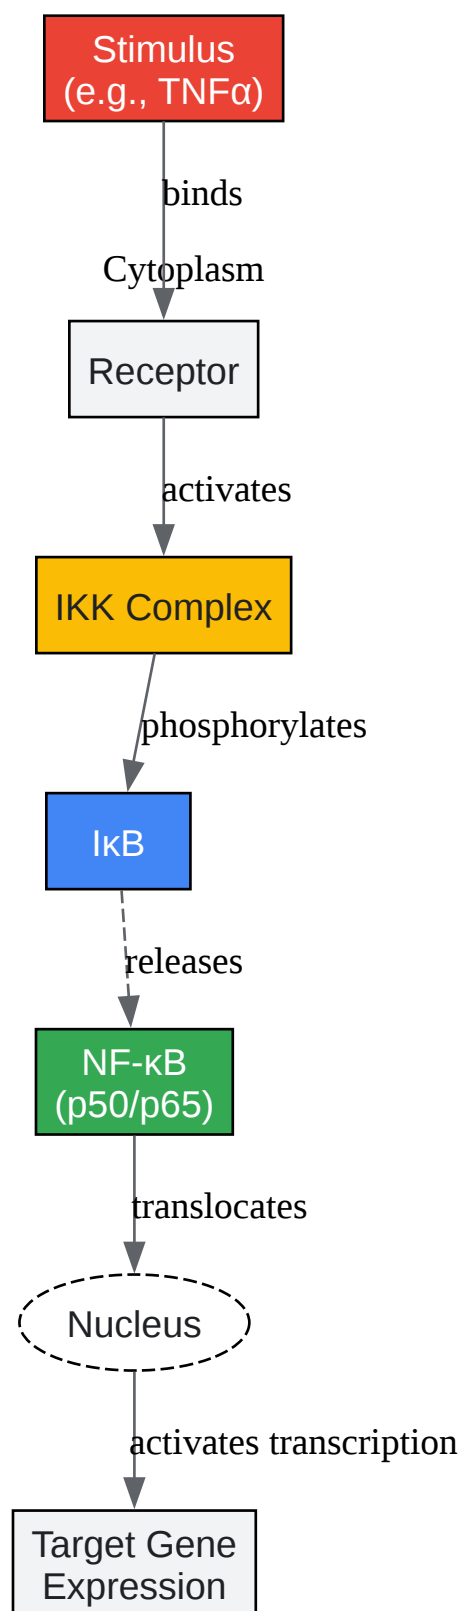 Stimulus
(e.g., TNFα)
binds
Cytoplasm
Receptor
activates
IKK Complex
phosphorylates
IκB
releases
NF-κB
(p50/p65)
translocates
Nucleus
activates transcription
Target Gene
Expression